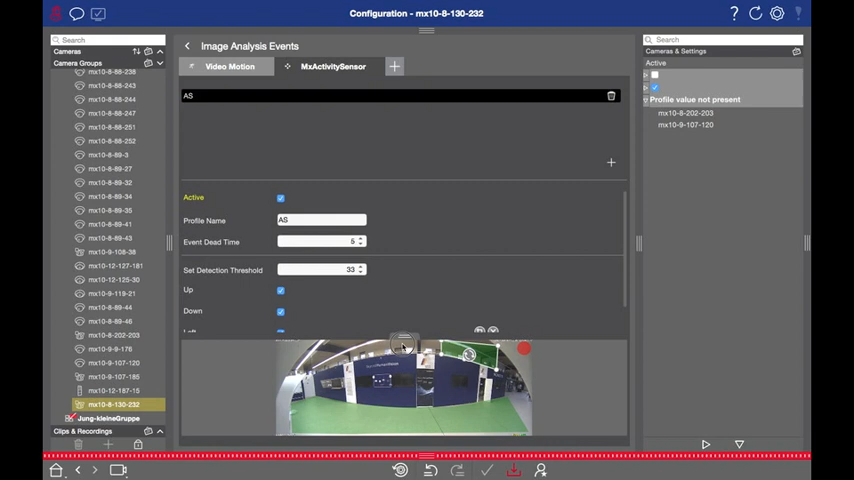 Configuration - mx10-8-130-232
Search
Cameras
Camera Groups
mx10-8-88-238
mx10-8-88-243
mx10-8-88-244
mx10-8-88-247
mx10-8-88-251
mx10-8-88-252
mx10-8-89-3
mx10-8-89-27
mx10-8-89-32
mx10-8-89-34
mx10-8-89-35
mx10-8-89-41
mx10-8-89-43
mx10-9-108-38
mx10-12-127-181
mx10-12-125-30
mx10-9-119-21
mx10-8-89-44
mx10-8-89-46
mx10-8-202-203
mx10-9-9-176
mx10-9-107-120
mx10-9-107-185
mx10-12-187-15
mx10-8-130-232
Jung-kleineGruppe
Clips & Recordings
Image Analysis Events
Video Motion
MxActivitySensor
AS
Active
Profile Name
AS
Event Dead Time
5
Set Detection Threshold
33
Up
Down
Left
Search
Cameras & Settings
Active
Profile value not present
mx10-8-202-203
mx10-9-107-120